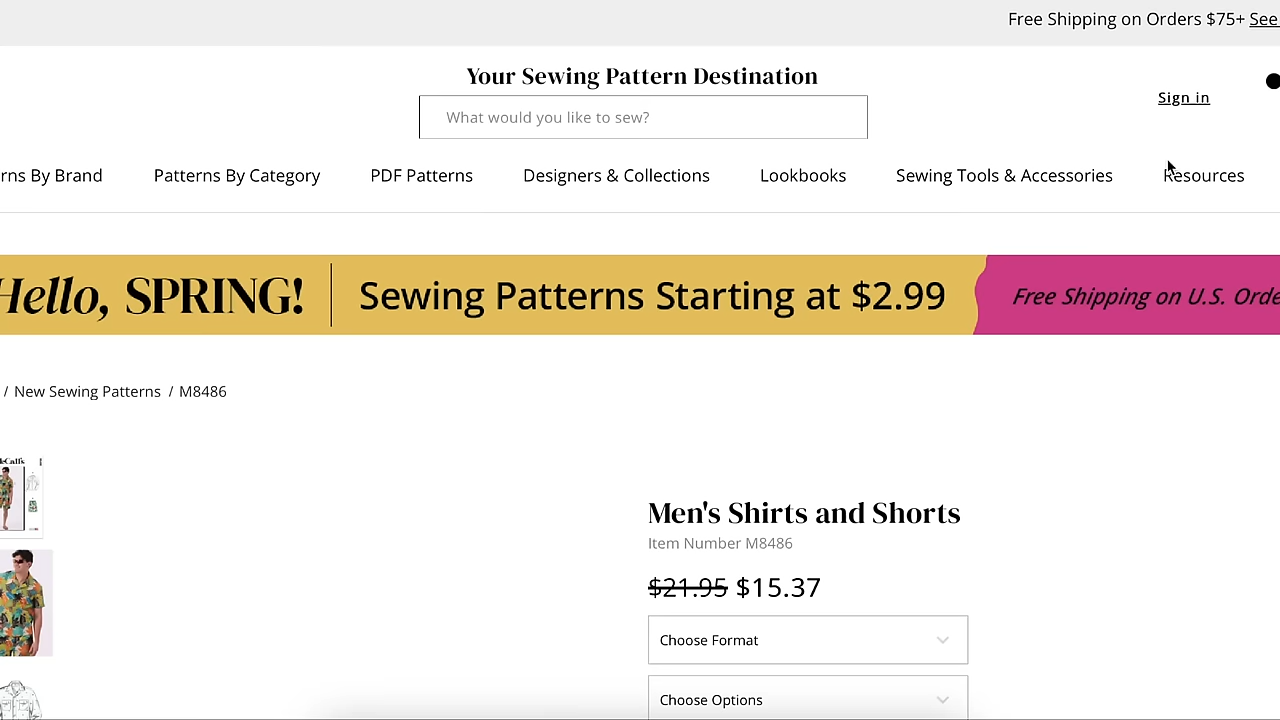 Free Shipping on Orders $75+ See
Your Sewing Pattern Destination
What would you like to sew?
Sign in
rns By Brand
Patterns By Category
PDF Patterns
Designers & Collections
Lookbooks
Sewing Tools & Accessories
Resources
Hello, SPRING!
Sewing Patterns Starting at $2.99
Free Shipping on U.S. Orde
/ New Sewing Patterns / M8486
Men's Shirts and Shorts
Item Number M8486
$21.95 $15.37
Choose Format
Choose Options